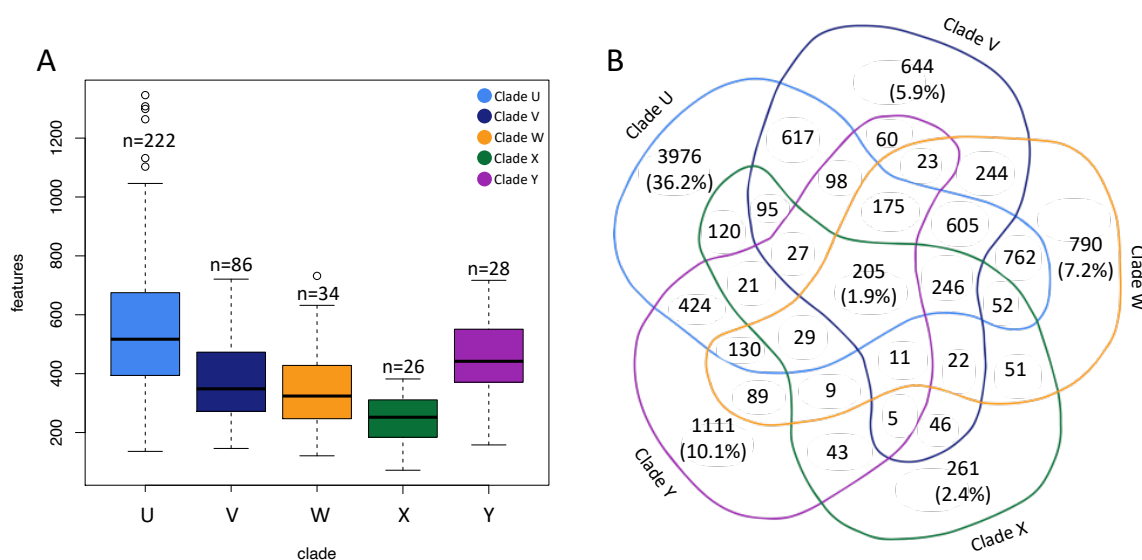 A
n=222
n=86
n=34
n=26
n=28
Clade U
Clade V
Clade W
Clade X
Clade Y
1200
1000
800
600
400
200
features
U V W X Y
clade
B
Clade U
Clade V
Clade W
Clade X
Clade Y
644
(5.9%)
3976
(36.2%)
617
60
23
244
98
95
175
120
605
790
(7.2%)
27
762
21
205
(1.9%)
246
424
52
130
29
11
22
51
89
9
1111
(10.1%)
5
46
43
261
(2.4%)